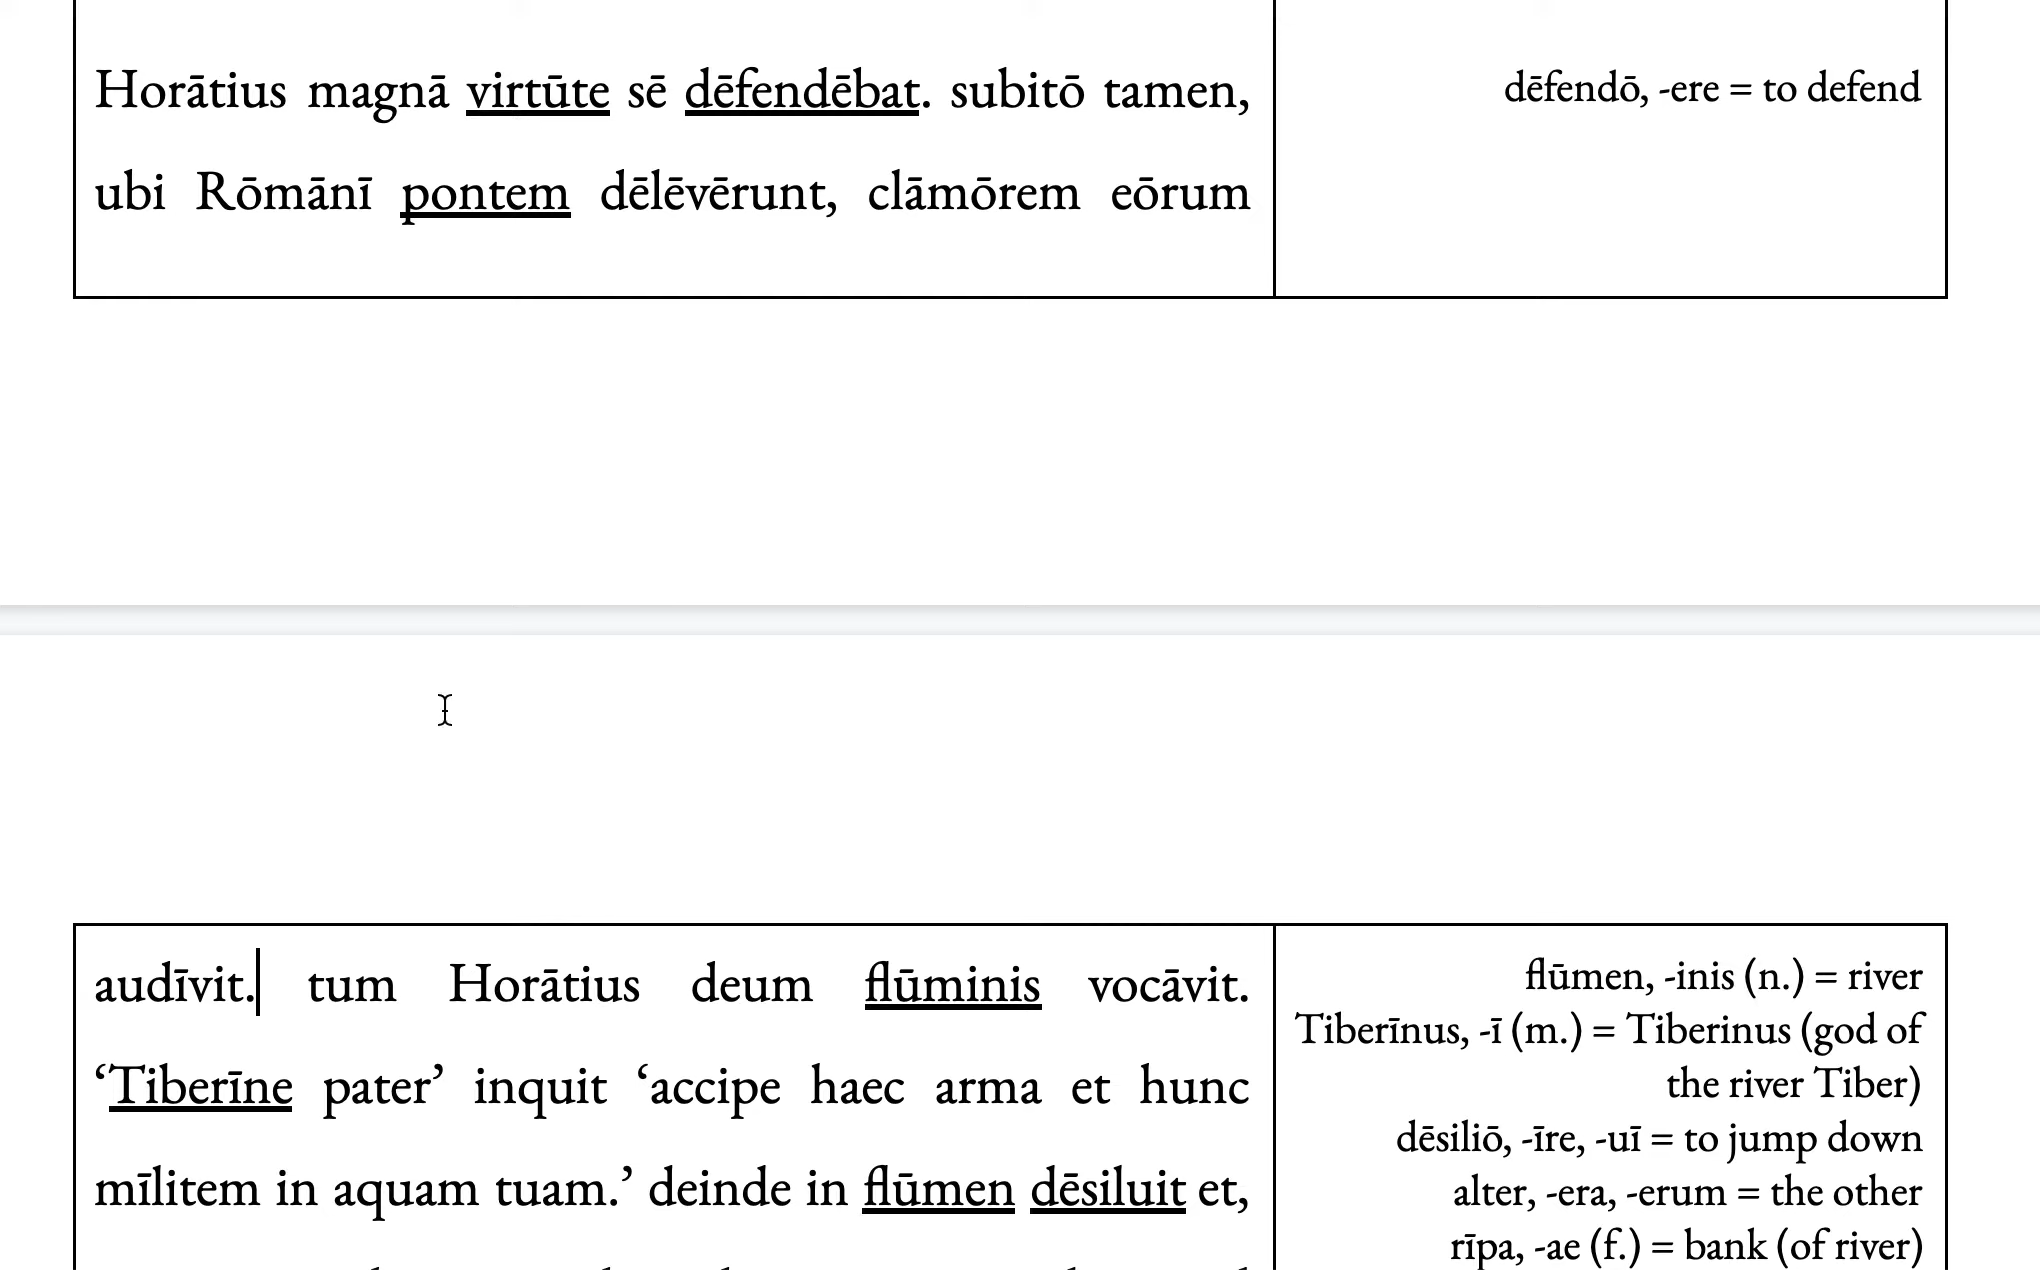 Horātius magnā virtūte sē dēfendēbat. subitō tamen,
ubi Rōmānī pontem dēlēvērunt, clāmōrem eōrum
dēfendō, -ere = to defend
audīvit. tum Horātius deum flūminis vocāvit.
‘Tiberīne pater’ inquit ‘accipe haec arma et hunc
mīlitem in aquam tuam.’ deinde in flūmen dēsiluit et,
flūmen, -inis (n.) = river
Tiberīnus, -ī (m.) = Tiberinus (god of
the river Tiber)
dēsiliō, -īre, -uī = to jump down
alter, -era, -erum = the other
rīpa, -ae (f.) = bank (of river)